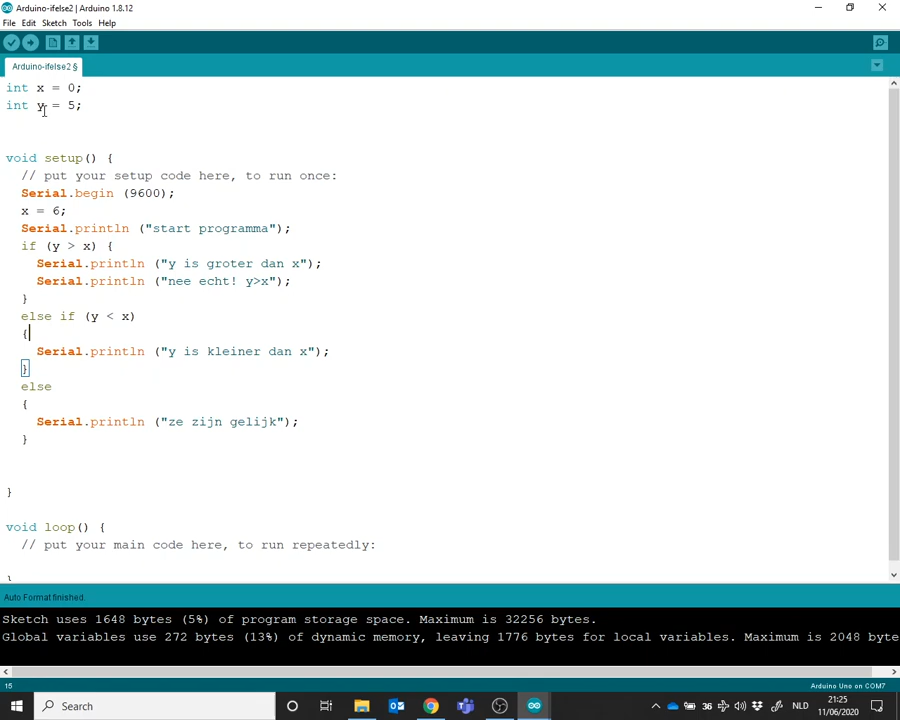 Arduino-ifelse2 | Arduino 1.8.12
File Edit Sketch Tools Help
Arduino-ifelse2 §
int x = 0;
int y = 5;
void setup() {
// put your setup code here, to run once:
Serial.begin (9600);
x = 6;
Serial.println ("start programma");
if (y > x) {
Serial.println ("y is groter dan x");
Serial.println ("nee echt! y>x");
}
else if (y < x)
{
Serial.println ("y is kleiner dan x");
}
else
{
Serial.println ("ze zijn gelijk");
}
}
void loop() {
// put your main code here, to run repeatedly:
}
Auto Format finished.
Sketch uses 1648 bytes (5%) of program storage space. Maximum is 32256 bytes.
Global variables use 272 bytes (13%) of dynamic memory, leaving 1776 bytes for local variables. Maximum is 2048 byte
15
Arduino Uno on COM7
Search
36
NLD
21:25
11/06/2020